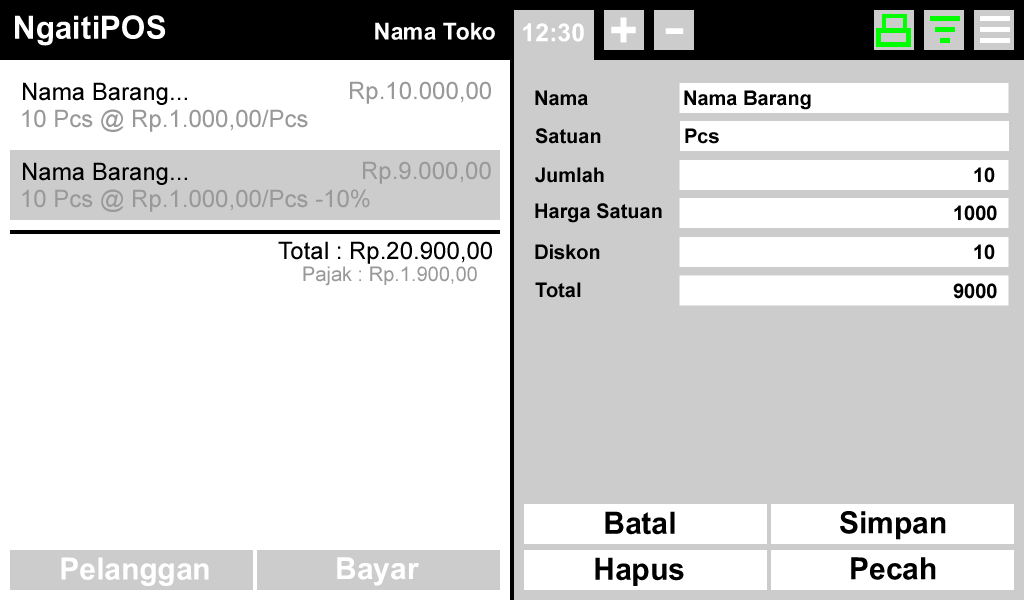 NgaitiPOS
Nama Toko
Nama Barang... Rp.10.000,00
10 Pcs @ Rp.1.000,00/Pcs
Nama Barang... Rp.9.000,00
10 Pcs @ Rp.1.000,00/Pcs -10%
Total : Rp.20.900,00
Pajak : Rp.1.900,00
Pelanggan
Bayar
12:30
+
-
Nama Nama Barang
Satuan Pcs
Jumlah 10
Harga Satuan 1000
Diskon 10
Total 9000
Batal
Simpan
Hapus
Pecah